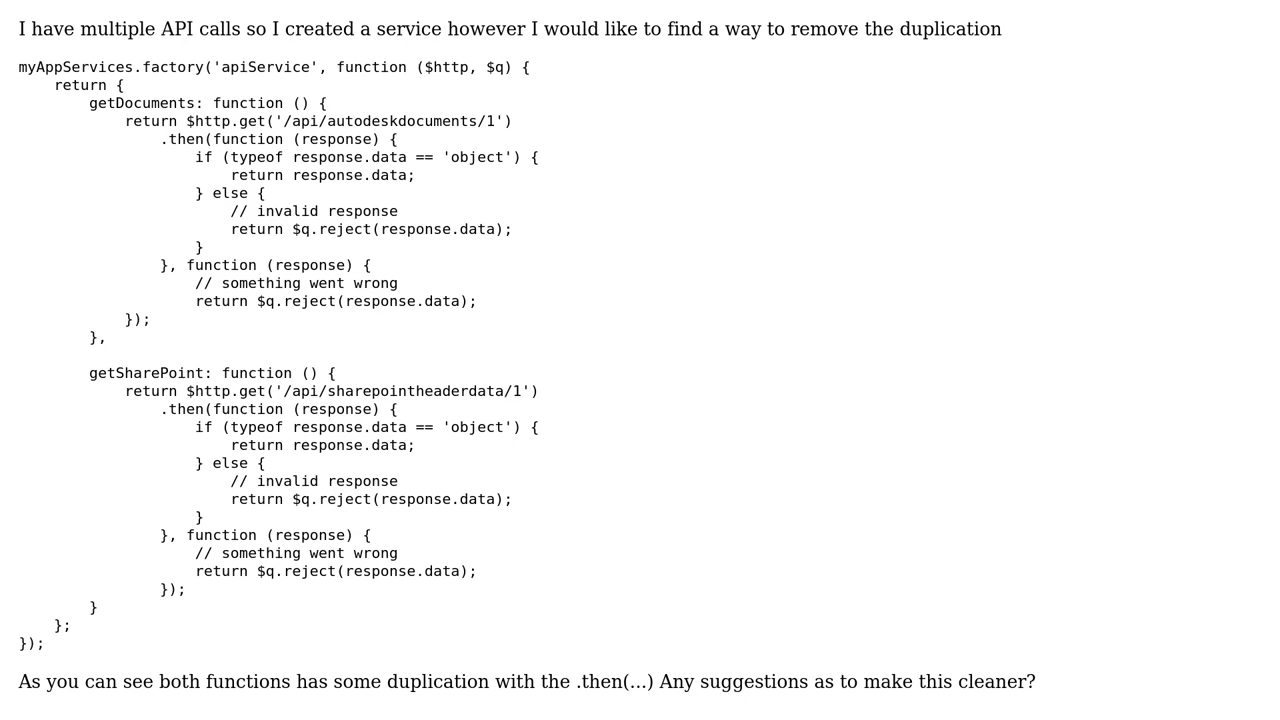 I have multiple API calls so I created a service however I would like to find a way to remove the duplication
myAppServices.factory('apiService', function ($http, $q) {
    return {
        getDocuments: function () {
            return $http.get('/api/autodeskdocuments/1')
                .then(function (response) {
                    if (typeof response.data == 'object') {
                        return response.data;
                    } else {
                        // invalid response
                        return $q.reject(response.data);
                    }
                }, function (response) {
                    // something went wrong
                    return $q.reject(response.data);
            });
        },

        getSharePoint: function () {
            return $http.get('/api/sharepointheaderdata/1')
                .then(function (response) {
                    if (typeof response.data == 'object') {
                        return response.data;
                    } else {
                        // invalid response
                        return $q.reject(response.data);
                    }
                }, function (response) {
                    // something went wrong
                    return $q.reject(response.data);
                });
        }
    };
});
As you can see both functions has some duplication with the .then(...) Any suggestions as to make this cleaner?